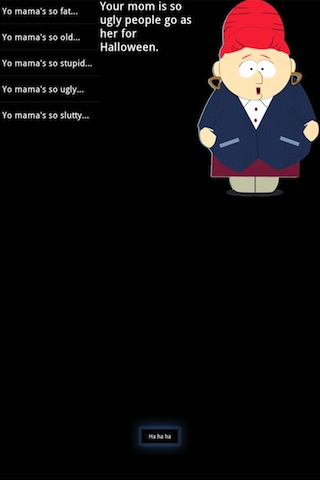 Yo mama's so fat...
Yo mama's so old...
Yo mama's so stupid...
Yo mama's so ugly...
Yo mama's so slutty...
Your mom is so
ugly people go as
her for
Halloween.
Ha ha ha